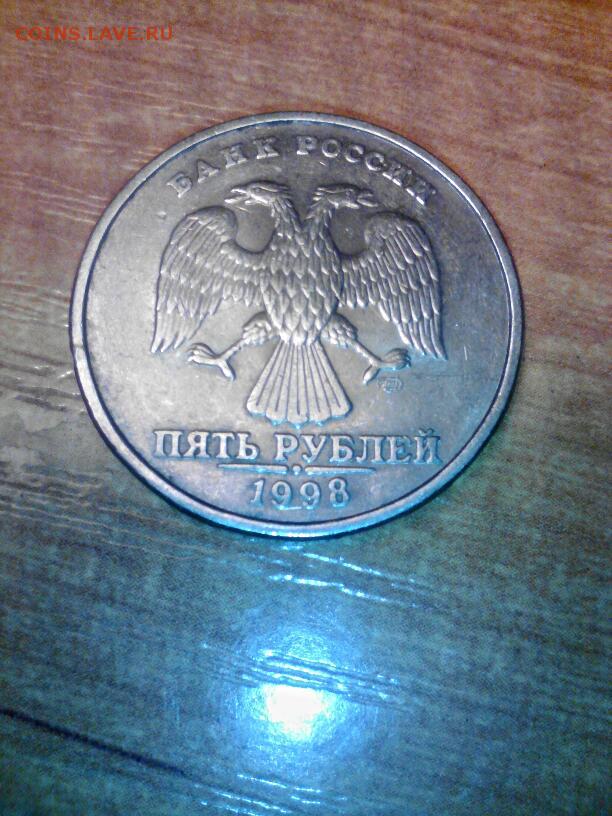 COINS.LAVE.RU
БАНК РОССИИ
ПЯТЬ РУБЛЕЙ
1998